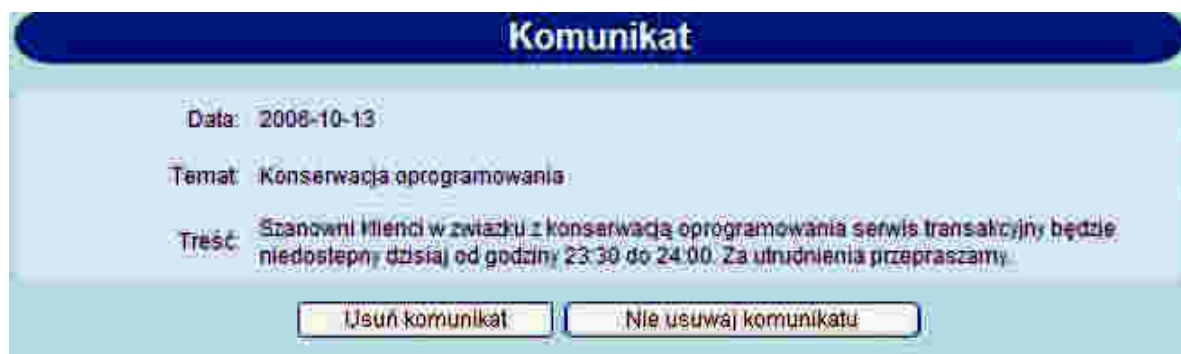 Komunikat
Data: 2006-10-13
Temat: Konserwacja oprogramowania
Treść: Szanowni klienci w związku z konserwacją oprogramowania serwis transakcyjny będzie
niedostępny dzisiaj od godziny 23:30 do 24:00. Za utrudnienia przepraszamy.
Usuń komunikat Nie usuwaj komunikatu